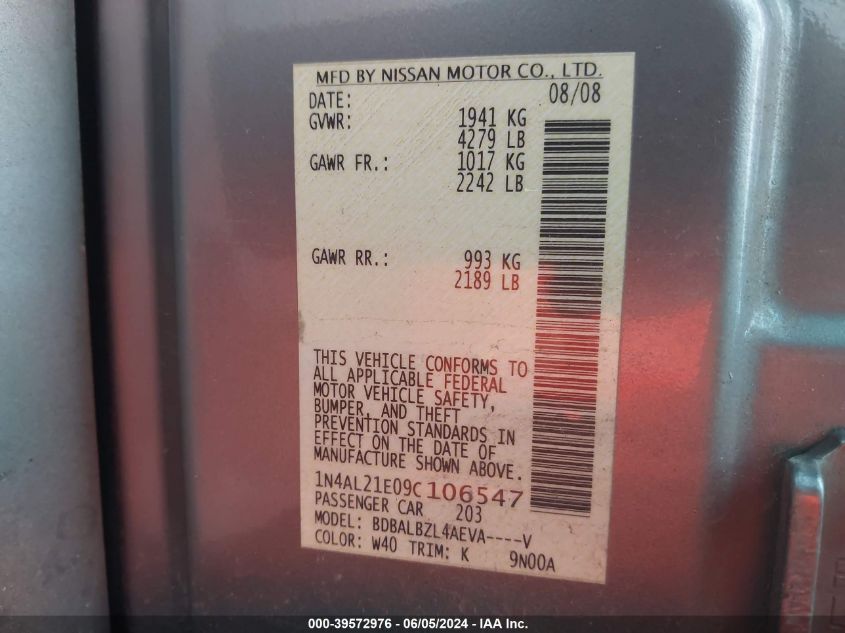 MFD BY NISSAN MOTOR CO., LTD.
DATE: 08/08
GVWR: 1941 KG
4279 LB
GAWR FR.: 1017 KG
2242 LB
GAWR RR.: 993 KG
2189 LB
THIS VEHICLE CONFORMS TO
ALL APPLICABLE FEDERAL
MOTOR VEHICLE SAFETY,
BUMPER, AND THEFT
PREVENTION STANDARDS IN
EFFECT ON THE DATE OF
MANUFACTURE SHOWN ABOVE.
1N4AL21E09C106547
PASSENGER CAR 203
MODEL: BDBALBZL4AEVA----V
COLOR: W40 TRIM: K 9N00A
000-39572976 - 06/05/2024 - IAA Inc.